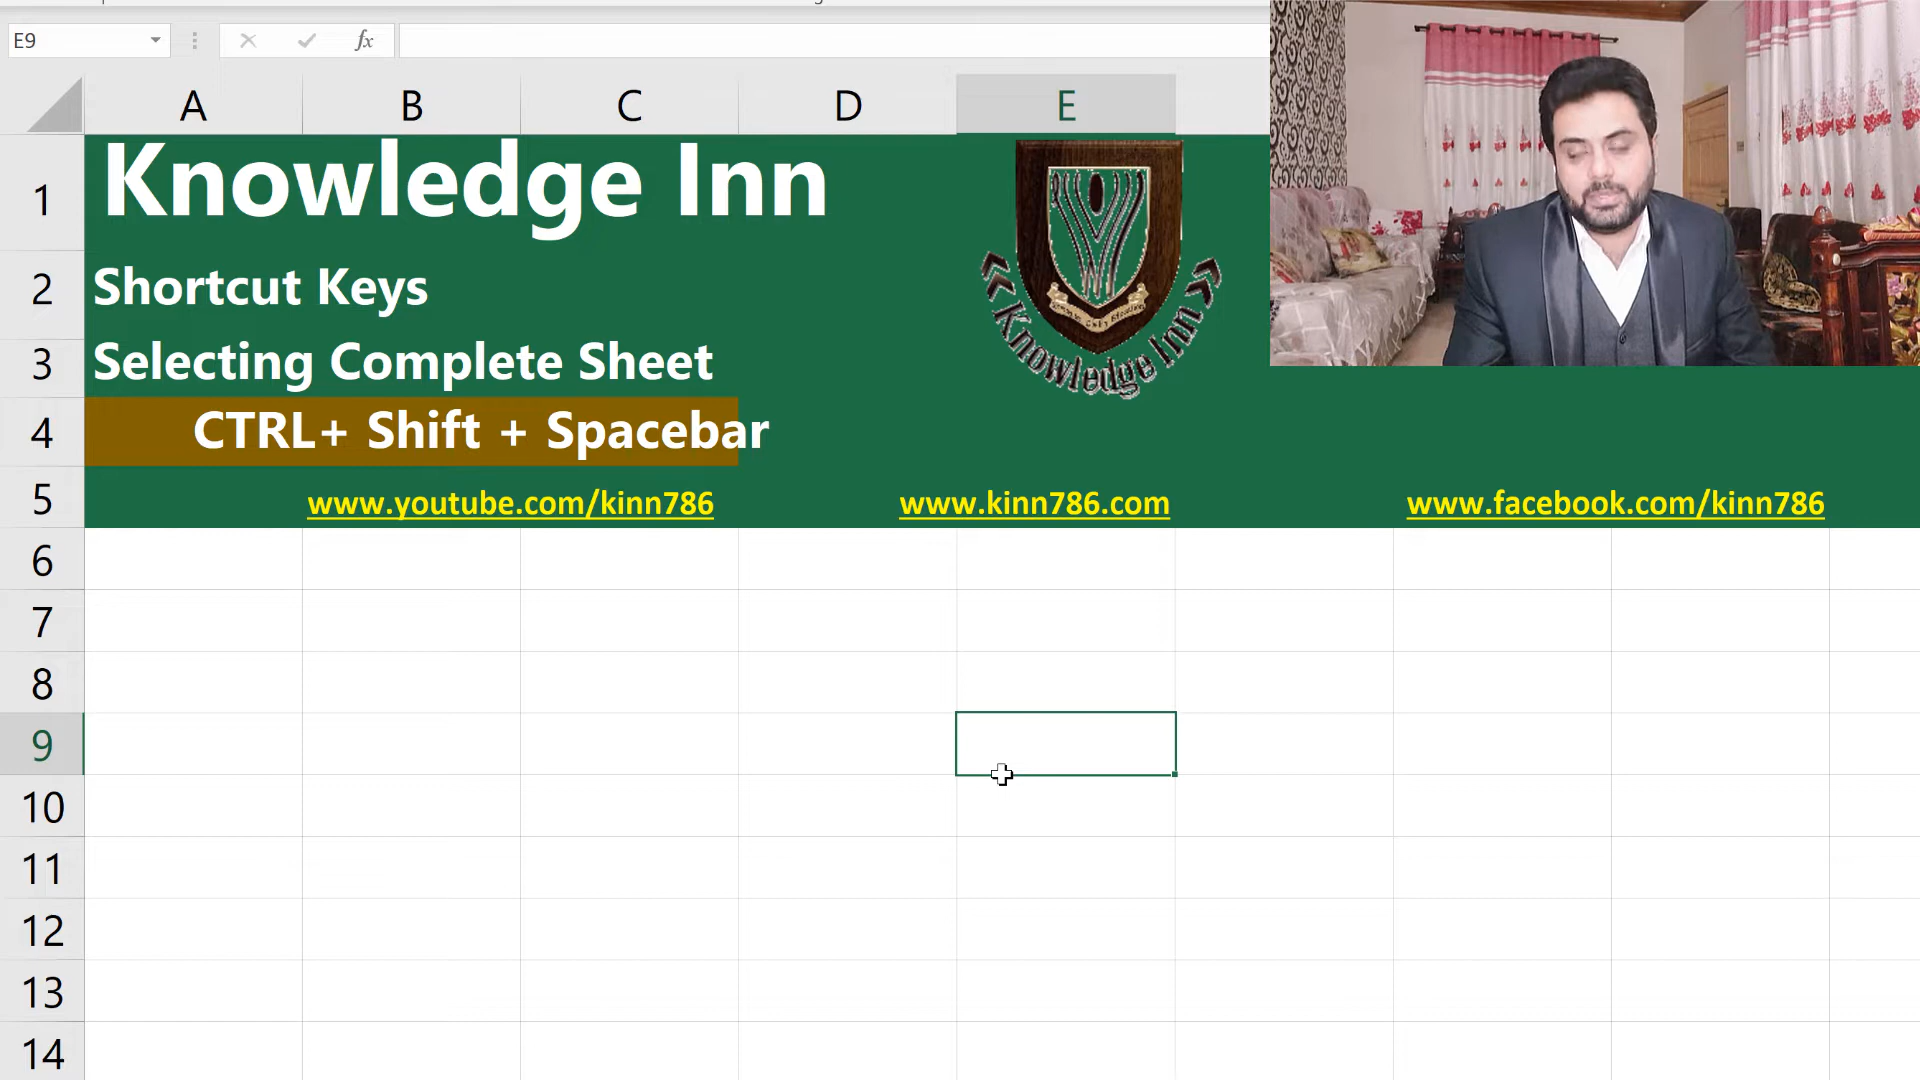 E9
fx
A B C D E
1 Knowledge Inn
2 Shortcut Keys
3 Selecting Complete Sheet
4 CTRL+ Shift + Spacebar
5 www.youtube.com/kinn786 www.kinn786.com www.facebook.com/kinn786
Knowledge Inn
6
7
8
9
10
11
12
13
14